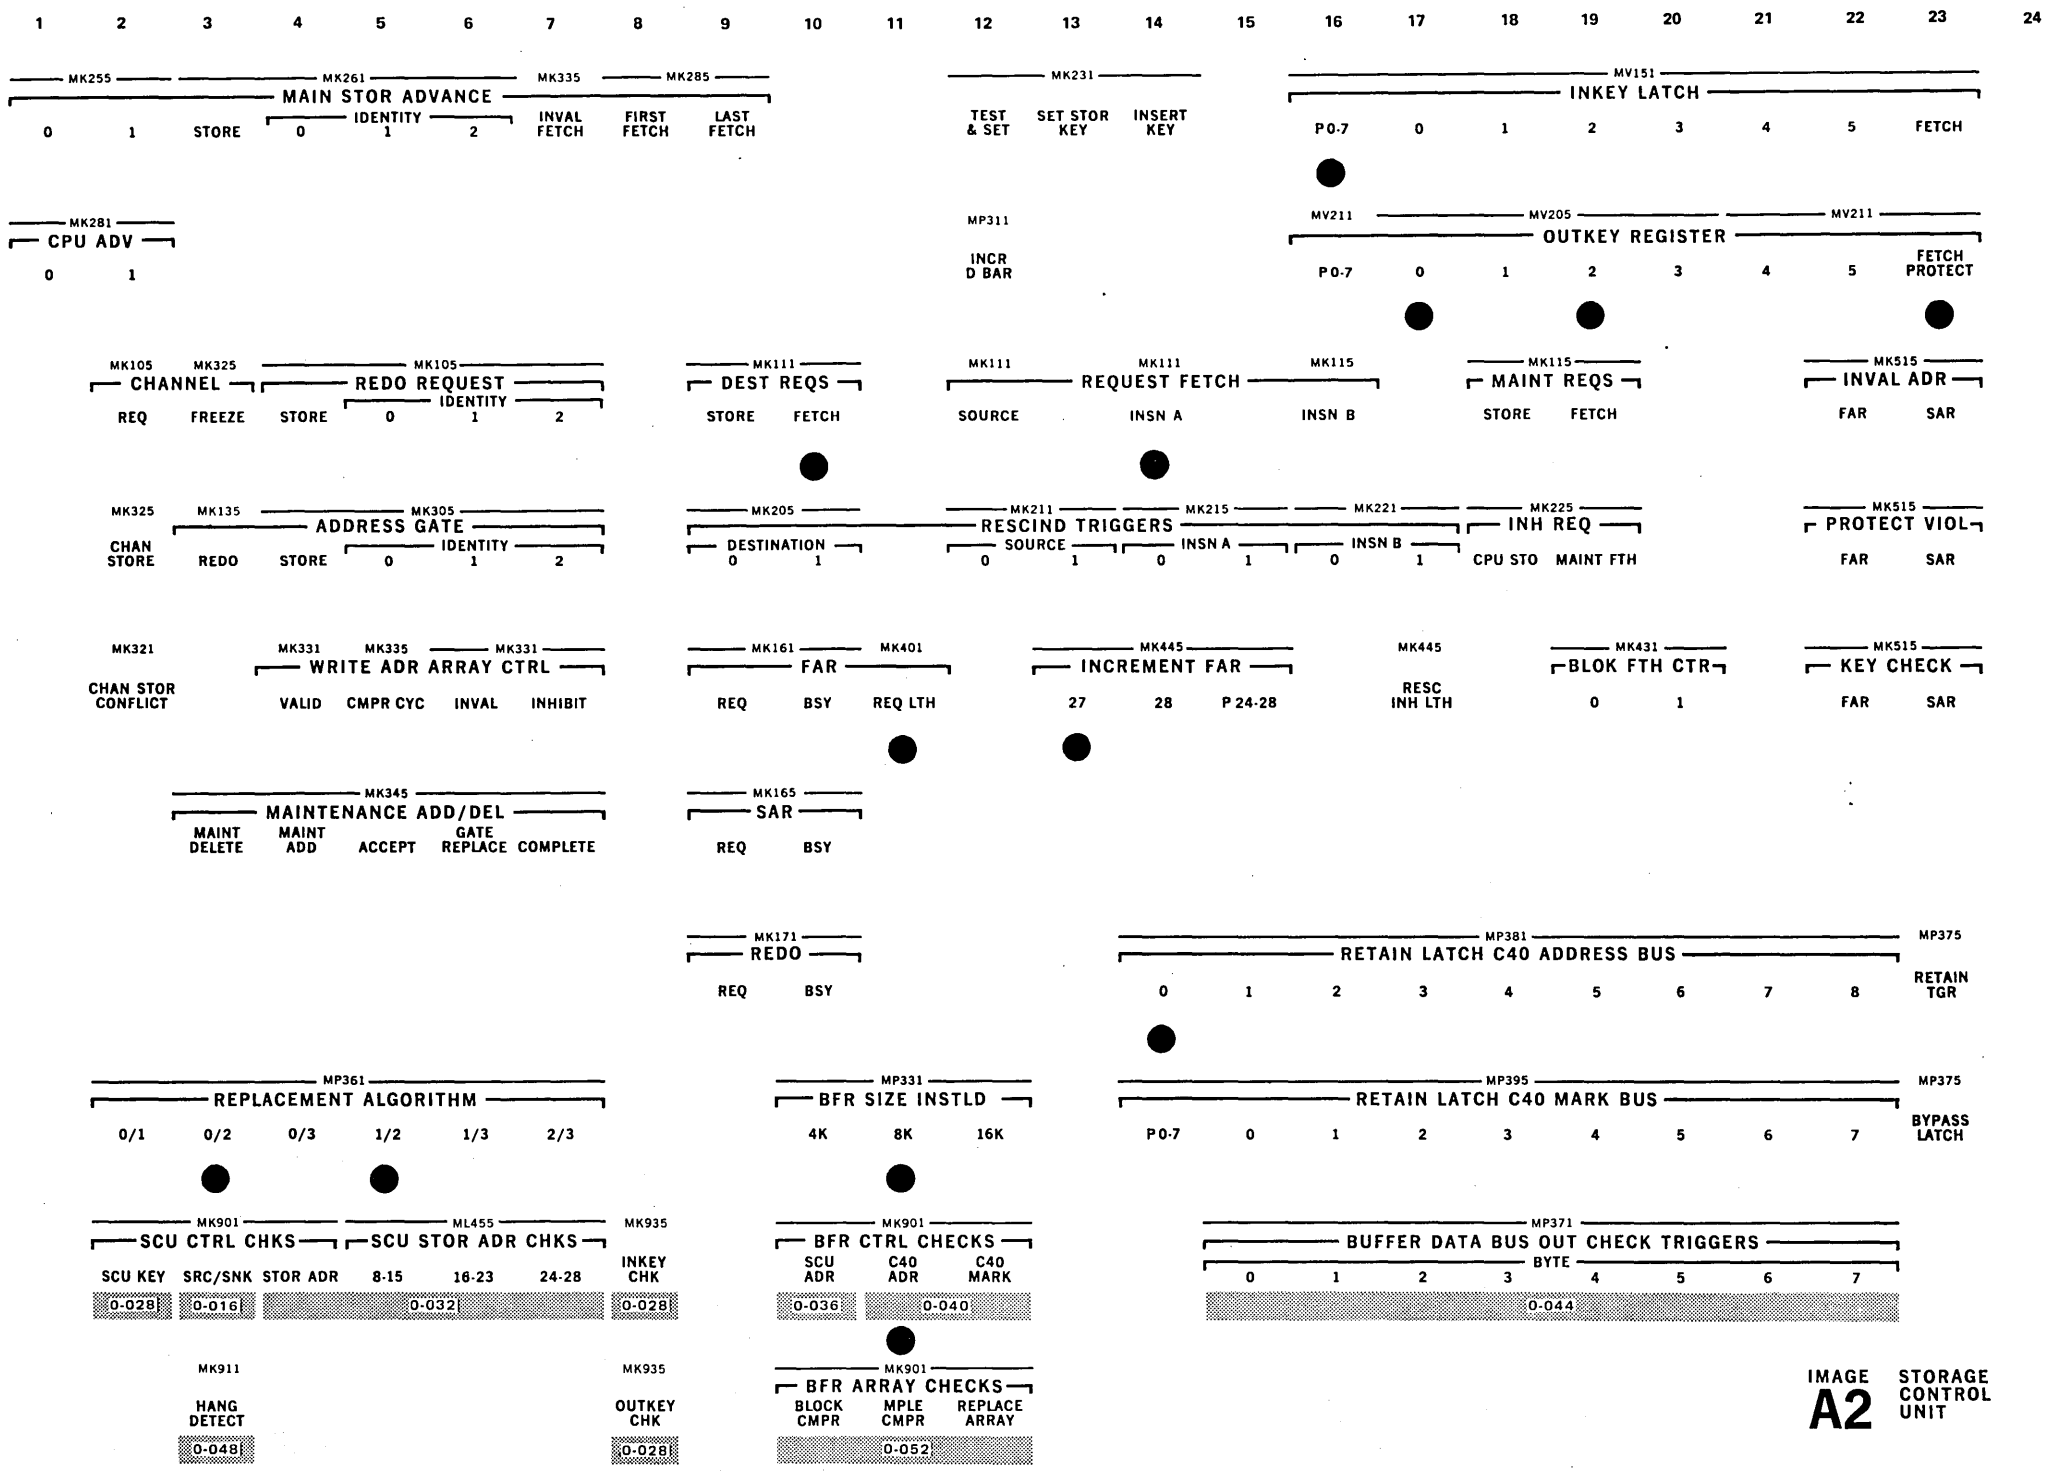 1 2 3 4 5 6 7 8 9 10 11 12 13 14 15 16 17 18 19 20 21 22 23 24
MK255 MK261 MK335 MK285 MK231 MV151
MAIN STOR ADVANCE INKEY LATCH
IDENTITY INVAL FIRST LAST TEST SET STOR INSERT
0 1 STORE 0 1 2 FETCH FETCH FETCH & SET KEY KEY P 0-7 0 1 2 3 4 5 FETCH
MK281 MP311 MV211 MV205 MV211
CPU ADV OUTKEY REGISTER
INCR FETCH
0 1 D BAR P 0-7 0 1 2 3 4 5 PROTECT
MK105 MK325 MK105 MK111 MK111 MK111 MK115 MK115 MK515
CHANNEL REDO REQUEST DEST REQS REQUEST FETCH MAINT REQS INVAL ADR
IDENTITY
REQ FREEZE STORE 0 1 2 STORE FETCH SOURCE INSN A INSN B STORE FETCH FAR SAR
MK325 MK135 MK305 MK205 MK211 MK215 MK221 MK225 MK515
ADDRESS GATE RESCIND TRIGGERS INH REQ PROTECT VIOL
CHAN IDENTITY DESTINATION SOURCE INSN A INSN B
STORE REDO STORE 0 1 2 0 1 0 1 0 1 0 1 CPU STO MAINT FTH FAR SAR
MK321 MK331 MK335 MK331 MK161 MK401 MK445 MK445 MK431 MK515
WRITE ADR ARRAY CTRL FAR INCREMENT FAR BLOK FTH CTR KEY CHECK
CHAN STOR RESC
CONFLICT VALID CMPR CYC INVAL INHIBIT REQ BSY REQ LTH 27 28 P 24-28 INH LTH 0 1 FAR SAR
MK345 MK165
MAINTENANCE ADD/DEL SAR
MAINT MAINT GATE
DELETE ADD ACCEPT REPLACE COMPLETE REQ BSY
MK171 MP381 MP375
REDO RETAIN LATCH C40 ADDRESS BUS
RETAIN
REQ BSY 0 1 2 3 4 5 6 7 8 TGR
MP361 MP331 MP395 MP375
REPLACEMENT ALGORITHM BFR SIZE INSTLD RETAIN LATCH C40 MARK BUS
BYPASS
0/1 0/2 0/3 1/2 1/3 2/3 4K 8K 16K P 0-7 0 1 2 3 4 5 6 7 LATCH
MK901 ML455 MK935 MK901 MP371
SCU CTRL CHKS SCU STOR ADR CHKS BFR CTRL CHECKS BUFFER DATA BUS OUT CHECK TRIGGERS
INKEY SCU C40 C40 BYTE
SCU KEY SRC/SNK STOR ADR 8-15 16-23 24-28 CHK ADR ADR MARK 0 1 2 3 4 5 6 7
0-028 0-016 0-032 0-028 0-036 0-040 0-044
MK911 MK935 MK901
BFR ARRAY CHECKS
HANG OUTKEY BLOCK MPLE REPLACE
DETECT CHK CMPR CMPR ARRAY
0-048 0-028 0-052
IMAGE STORAGE
A2 CONTROL
UNIT